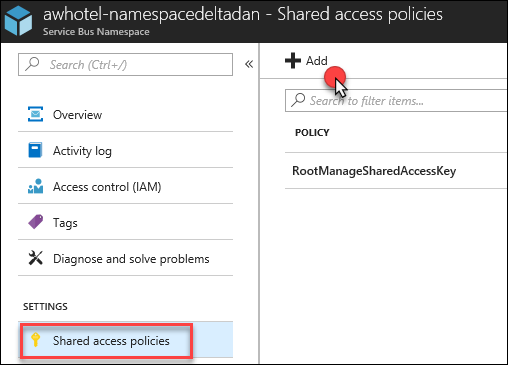 awhotel-namespacedeltadan - Shared access policies
Service Bus Namespace
Search (Ctrl+/)
«
Overview
Activity log
Access control (IAM)
Tags
Diagnose and solve problems
SETTINGS
Shared access policies
Add
Search to filter items...
POLICY
RootManageSharedAccessKey